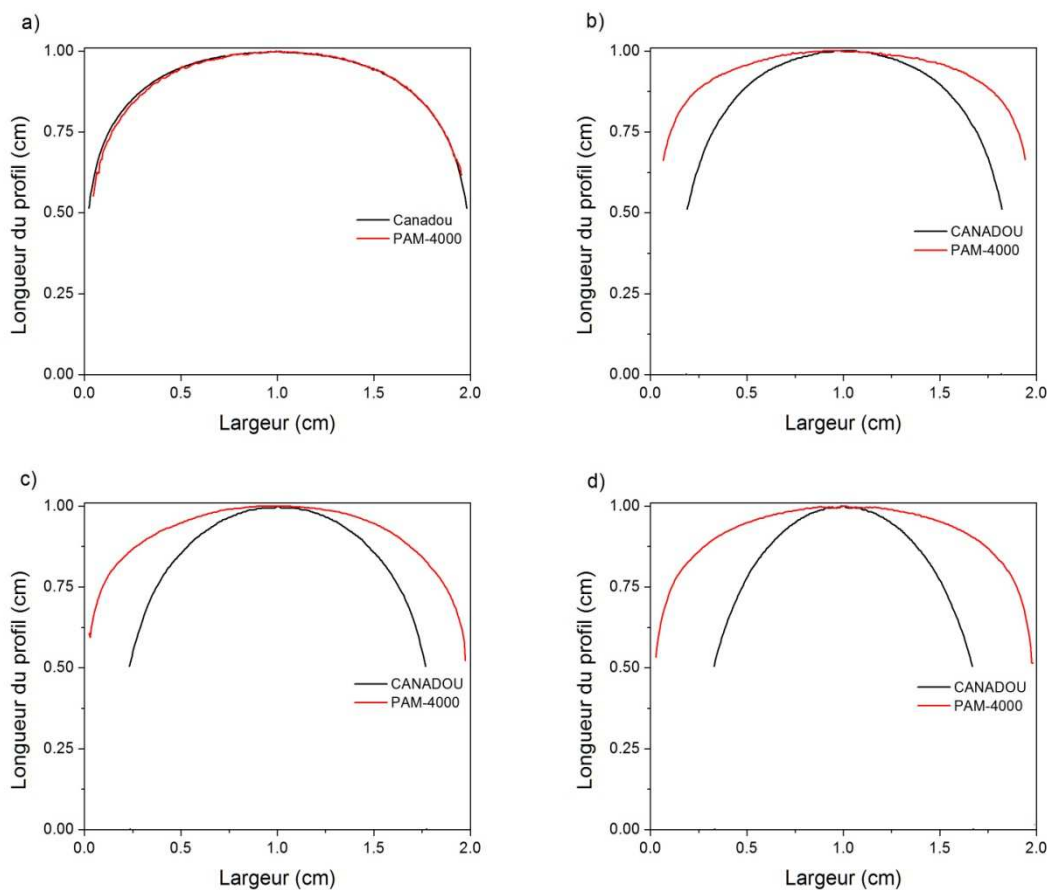 a)
1.00
0.75
0.50
0.25
0.00
Longueur du profil (cm)
Canadou
PAM-4000
0.0 0.5 1.0 1.5 2.0
Largeur (cm)
b)
1.00
0.75
0.50
0.25
0.00
Longueur du profil (cm)
CANADOU
PAM-4000
0.0 0.5 1.0 1.5 2.0
Largeur (cm)
c)
1.00
0.75
0.50
0.25
0.00
Longueur du profil (cm)
CANADOU
PAM-4000
0.0 0.5 1.0 1.5 2.0
Largeur (cm)
d)
1.00
0.75
0.50
0.25
0.00
Longueur du profil (cm)
CANADOU
PAM-4000
0.0 0.5 1.0 1.5 2.0
Largeur (cm)